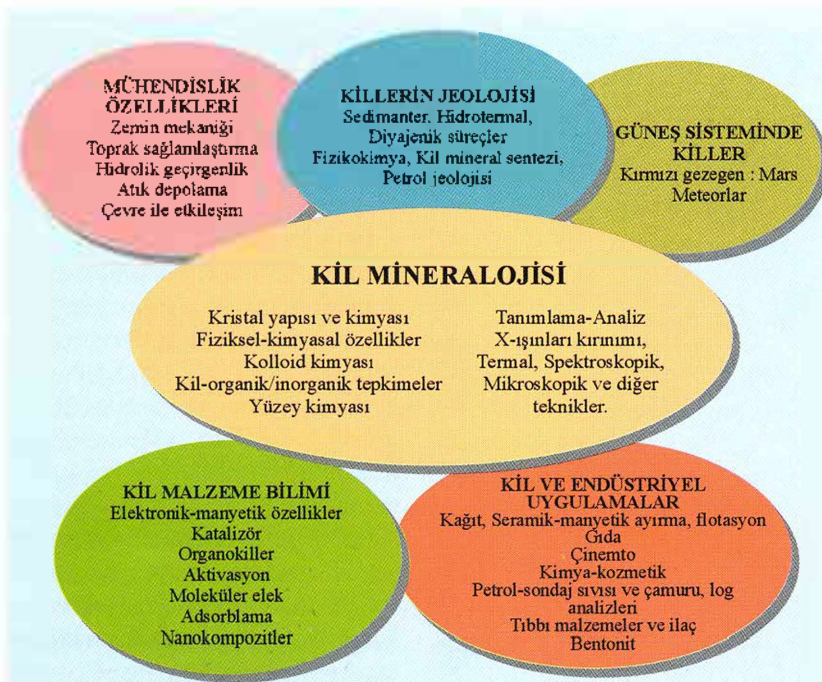 MÜHENDİSLİK
ÖZELLİKLERİ
Zemin mekaniği
Toprak sağlamlaştırma
Hidrolik geçirgenlik
Atık depolama
Çevre ile etkileşim
KİLLERİN JEOLOJİSİ
Sedimanter. Hidrotermal,
Diyajenik süreçler
Fizikokimya, Kil mineral sentezi,
Petrol jeolojisi
GÜNEŞ SİSTEMİNDE
KİLLER
Kırmızı gezegen : Mars
Meteorlar
KİL MİNERALOJİSİ
Kristal yapısı ve kimyası
Fiziksel-kimyasal özellikler
Kolloid kimyası
Kil-organik/inorganik tepkimeler
Yüzey kimyası
Tanımlama-Analiz
X-ışınları kırınımı,
Termal, Spektroskopik,
Mikroskopik ve diğer
teknikler.
KİL MALZEME BİLİMİ
Elektronik-manyetik özellikler
Katalizör
Organokiller
Aktivasyon
Moleküler elek
Adsorblama
Nanokompozitler
KİL VE ENDÜSTRİYEL
UYGULAMALAR
Kağıt, Seramik-manyetik ayırma, flotasyon
Gıda
Çinemto
Kimya-kozmetik
Petrol-sondaj sıvısı ve çamuru, log
analizleri
Tıbbı malzemeler ve ilaç
Bentonit